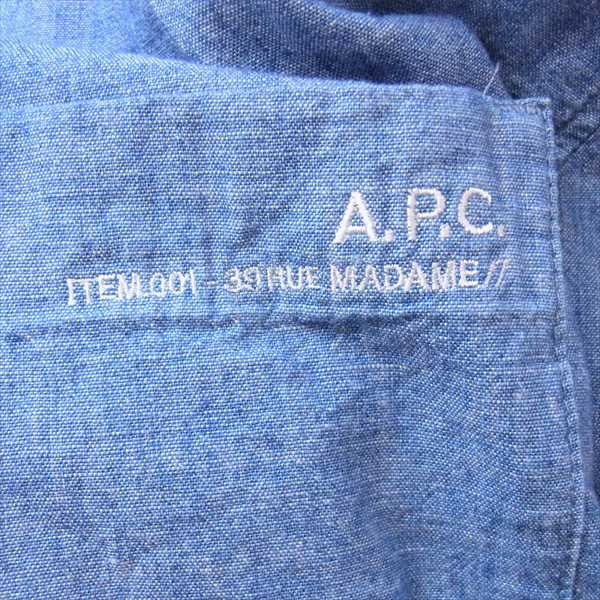 A.P.C.
ITEM.001 - 39 RUE MADAME/